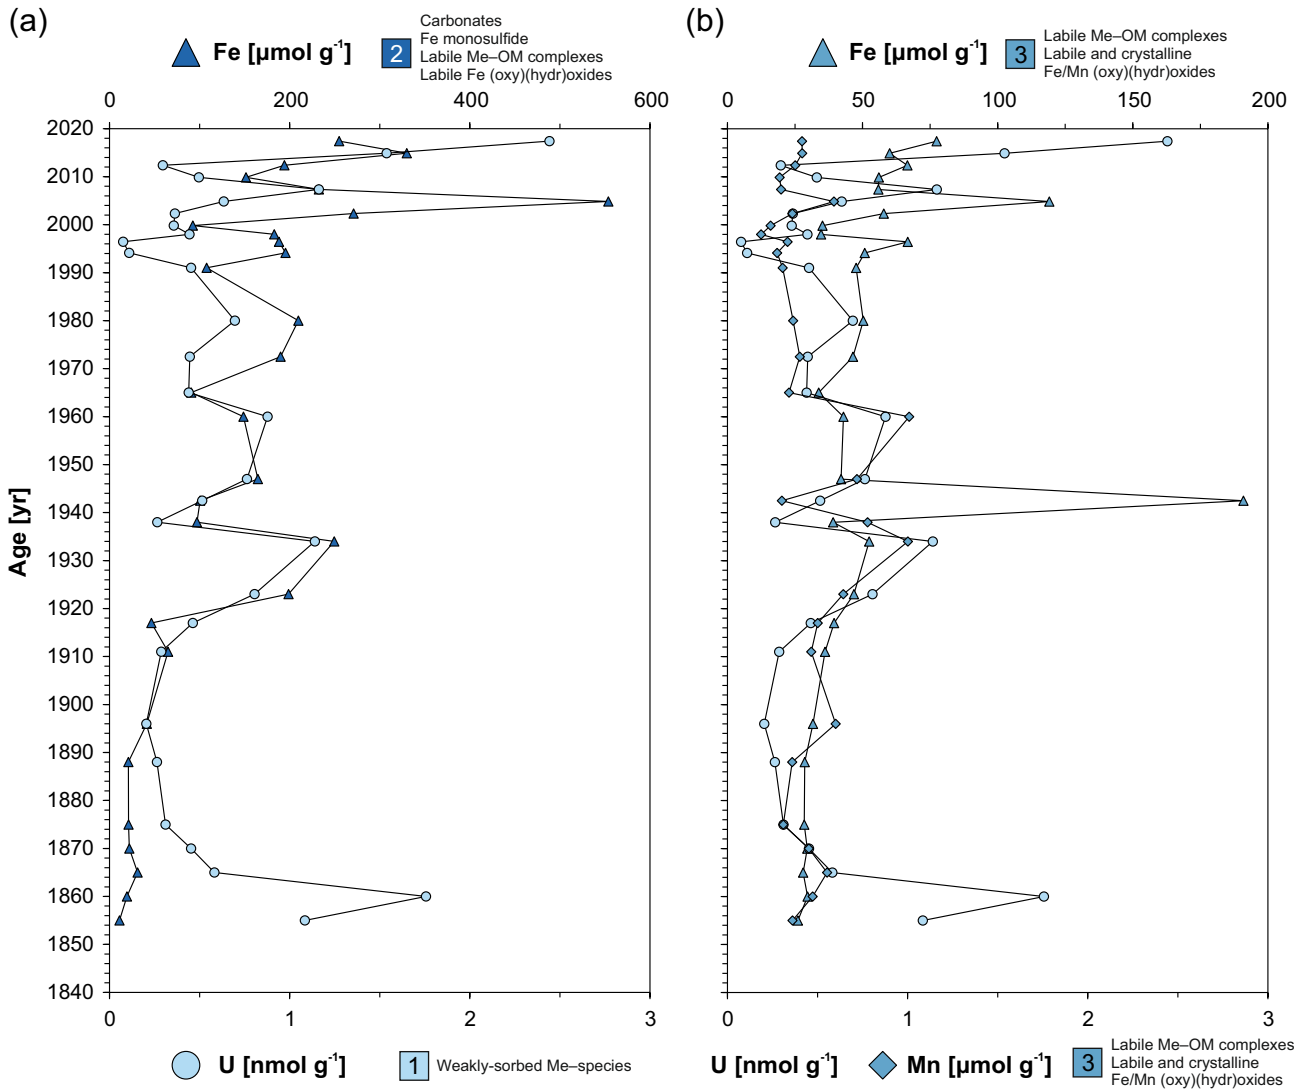 (a)
Fe [µmol g⁻¹]
2
Carbonates
Fe monosulfide
Labile Me–OM complexes
Labile Fe (oxy)(hydr)oxides
0 200 400 600
2020
2010
2000
1990
1980
1970
1960
1950
1940
1930
1920
1910
1900
1890
1880
1870
1860
1850
1840
Age [yr]
0 1 2 3
U [nmol g⁻¹]
1
Weakly-sorbed Me–species
(b)
Fe [µmol g⁻¹]
3
Labile Me–OM complexes
Labile and crystalline
Fe/Mn (oxy)(hydr)oxides
0 50 100 150 200
0 1 2 3
U [nmol g⁻¹]
Mn [µmol g⁻¹]
3
Labile Me–OM complexes
Labile and crystalline
Fe/Mn (oxy)(hydr)oxides